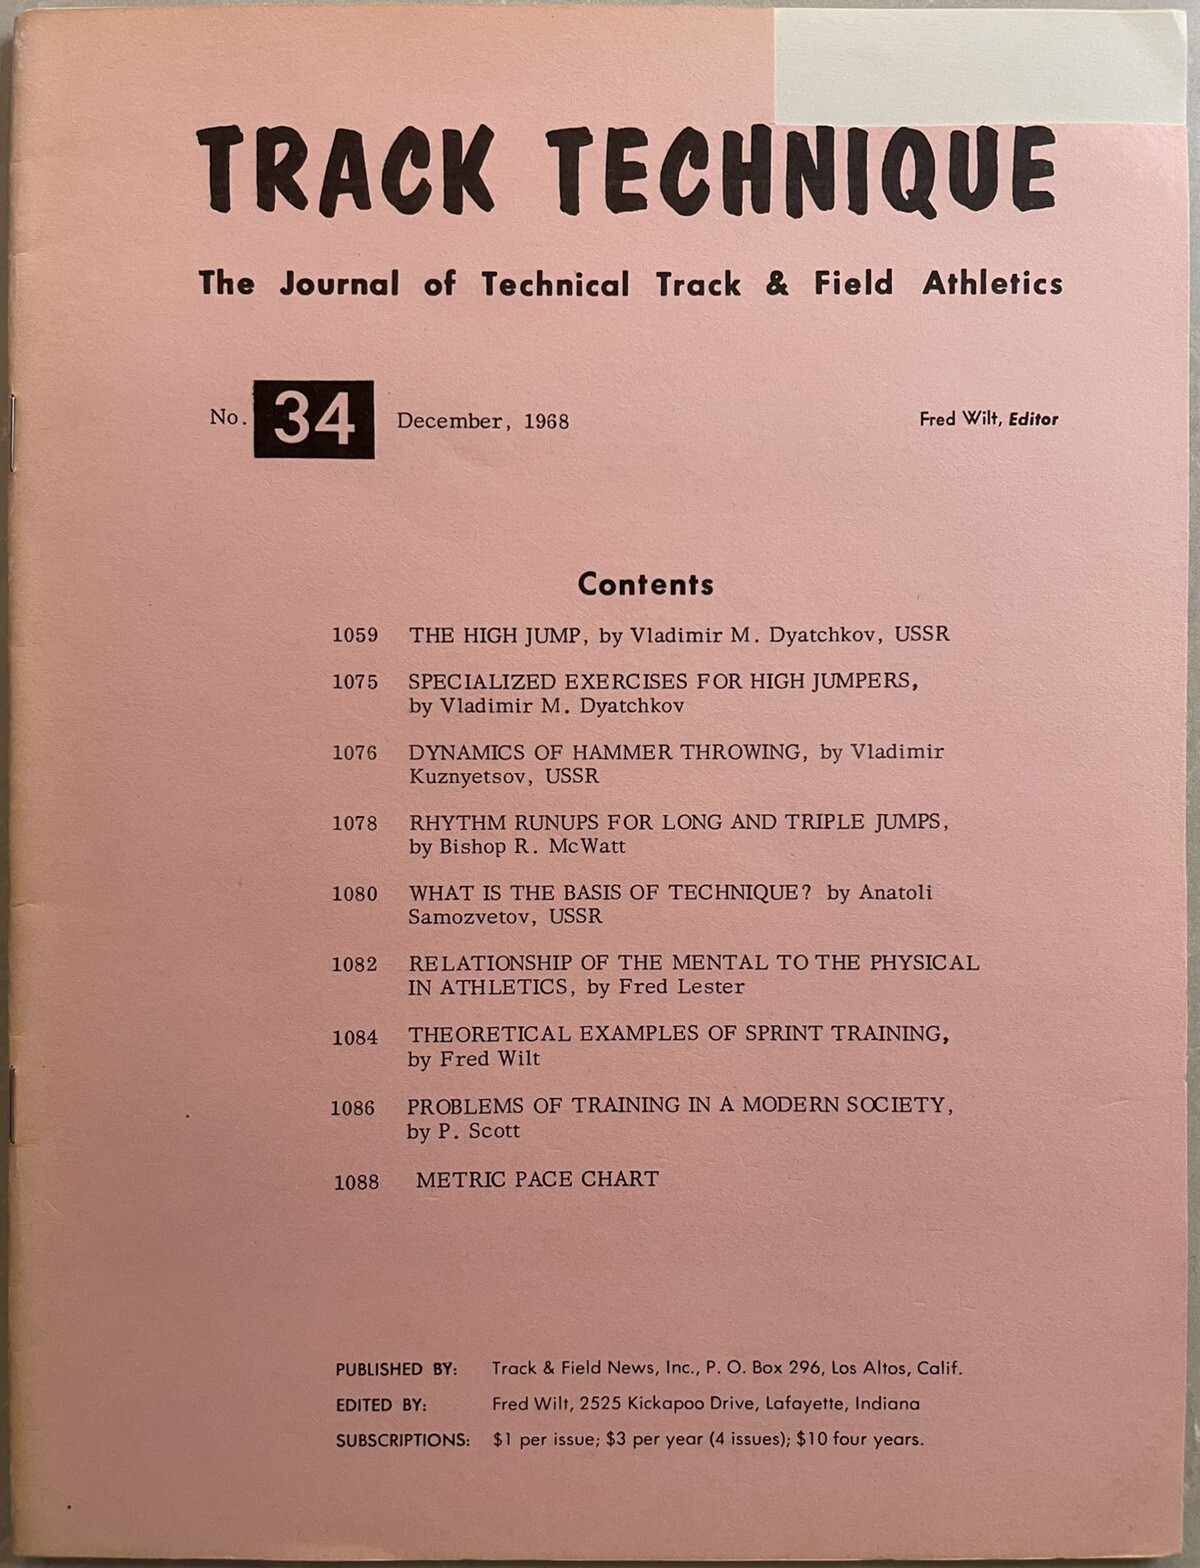 TRACK TECHNIQUE
The Journal of Technical Track & Field Athletics
No. 34 December, 1968 Fred Wilt, Editor
Contents
1059 THE HIGH JUMP, by Vladimir M. Dyatchkov, USSR
1075 SPECIALIZED EXERCISES FOR HIGH JUMPERS,
by Vladimir M. Dyatchkov
1076 DYNAMICS OF HAMMER THROWING, by Vladimir
Kuznyetsov, USSR
1078 RHYTHM RUNUPS FOR LONG AND TRIPLE JUMPS,
by Bishop R. McWatt
1080 WHAT IS THE BASIS OF TECHNIQUE? by Anatoli
Samozvetov, USSR
1082 RELATIONSHIP OF THE MENTAL TO THE PHYSICAL
IN ATHLETICS, by Fred Lester
1084 THEORETICAL EXAMPLES OF SPRINT TRAINING,
by Fred Wilt
1086 PROBLEMS OF TRAINING IN A MODERN SOCIETY,
by P. Scott
1088 METRIC PACE CHART
PUBLISHED BY: Track & Field News, Inc., P. O. Box 296, Los Altos, Calif.
EDITED BY: Fred Wilt, 2525 Kickapoo Drive, Lafayette, Indiana
SUBSCRIPTIONS: $1 per issue; $3 per year (4 issues); $10 four years.